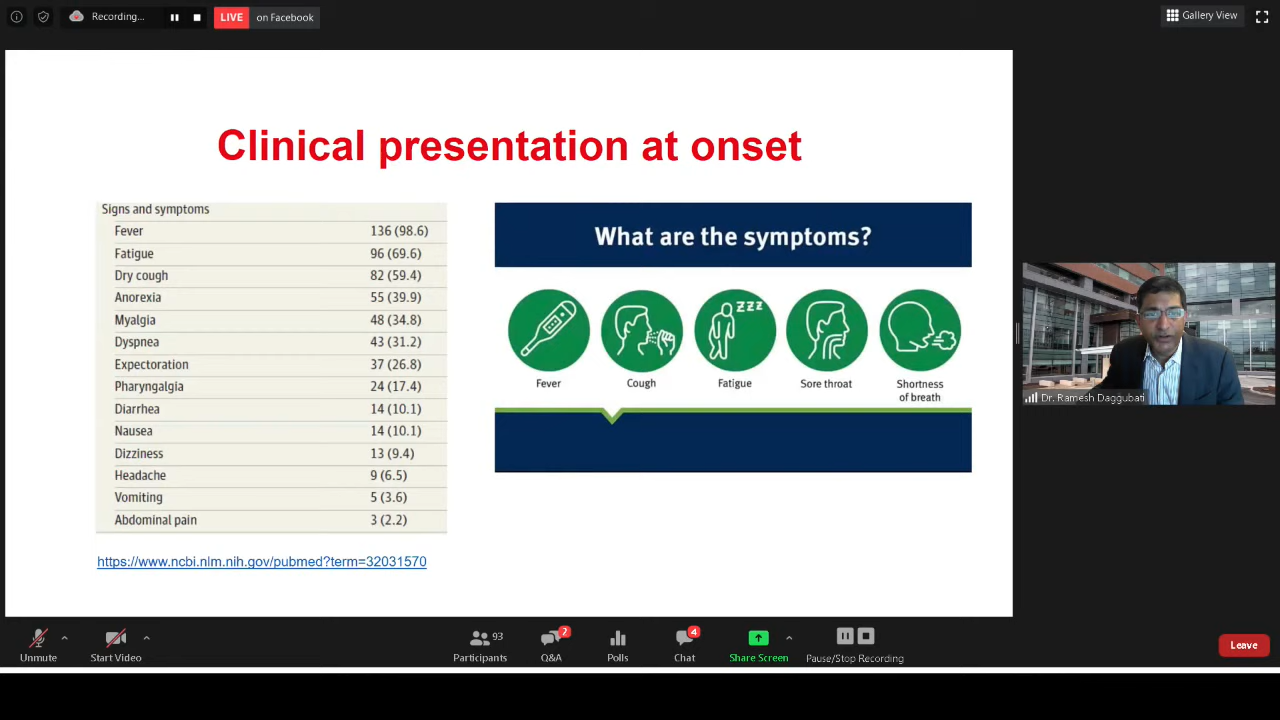 Recording...
LIVE on Facebook
Gallery View
Clinical presentation at onset
Signs and symptoms
Fever 136 (98.6)
Fatigue 96 (69.6)
Dry cough 82 (59.4)
Anorexia 55 (39.9)
Myalgia 48 (34.8)
Dyspnea 43 (31.2)
Expectoration 37 (26.8)
Pharyngalgia 24 (17.4)
Diarrhea 14 (10.1)
Nausea 14 (10.1)
Dizziness 13 (9.4)
Headache 9 (6.5)
Vomiting 5 (3.6)
Abdominal pain 3 (2.2)
https://www.ncbi.nlm.nih.gov/pubmed?term=32031570
What are the symptoms?
zzz
Fever Cough Fatigue Sore throat Shortness
of breath
Dr. Ramesh Daggubati
93 2 4
Unmute Start Video Participants Q&A Polls Chat Share Screen Pause/Stop Recording Leave